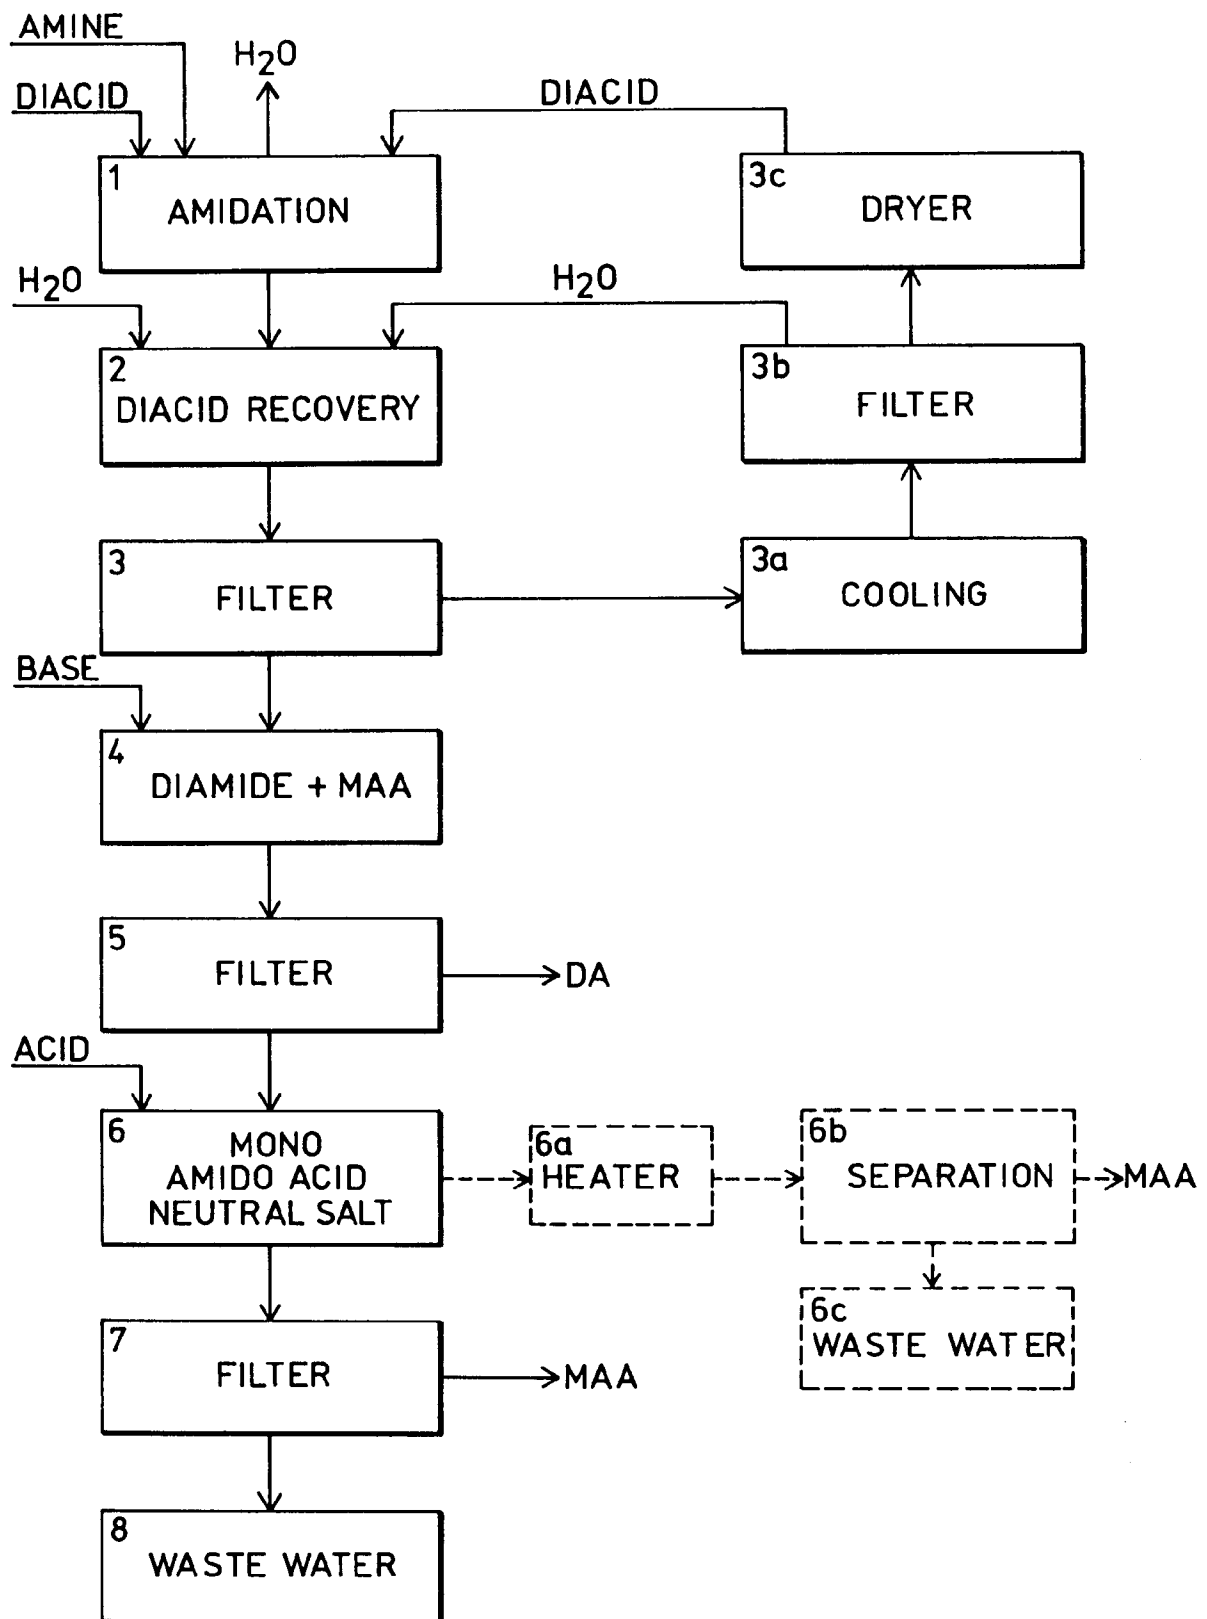 AMINE
H2O
DIACID
DIACID
1
AMIDATION
3c
DRYER
H2O
H2O
2
DIACID RECOVERY
3b
FILTER
3
FILTER
3a
COOLING
BASE
4
DIAMIDE + MAA
5
FILTER
DA
ACID
6
MONO
AMIDO ACID
NEUTRAL SALT
6a
HEATER
6b
SEPARATION
MAA
6c
WASTE WATER
7
FILTER
MAA
8
WASTE WATER